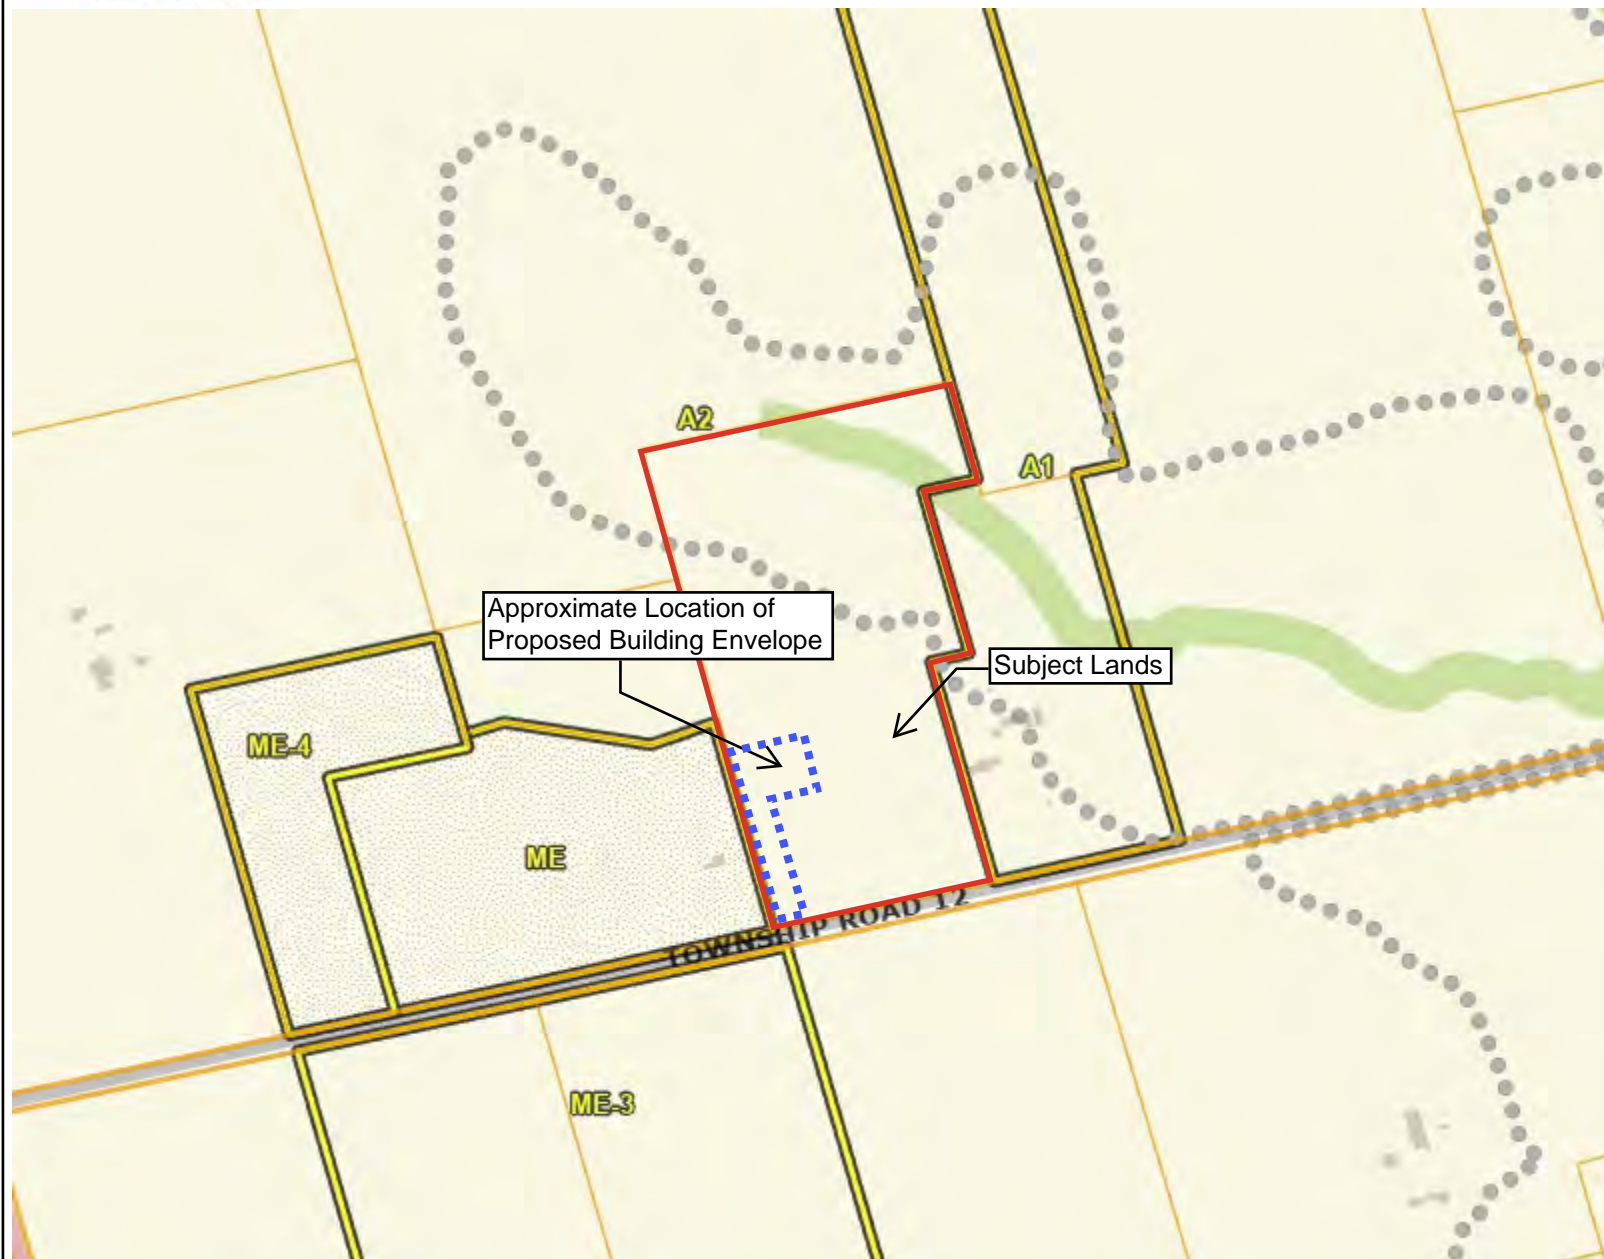 A2
A1
Approximate Location of
Proposed Building Envelope
Subject Lands
ME-4
ME
TOWNSHIP ROAD 12
ME-3